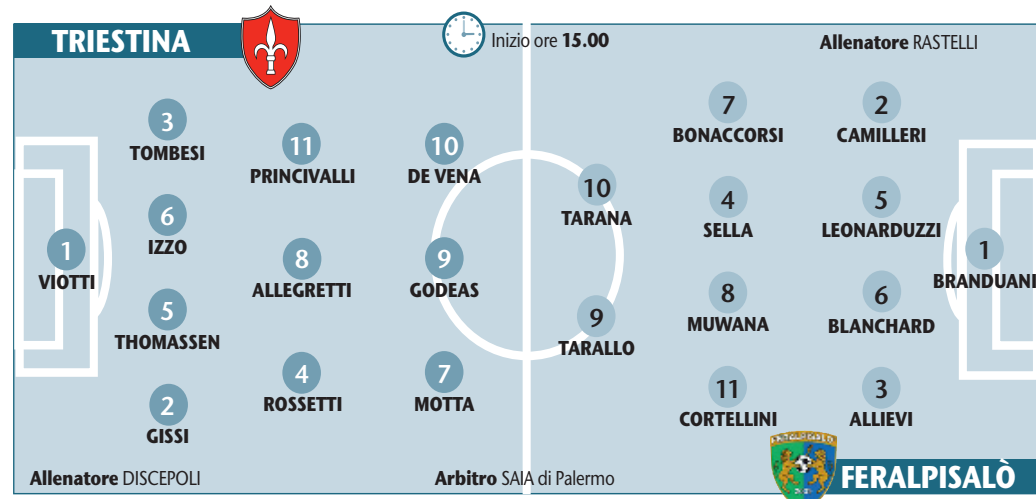 TRIESTINA
Inizio ore 15.00
Allenatore RASTELLI
3
TOMBESI
6
IZZO
1
VIOTTI
5
THOMASSEN
2
GISSI
11
PRINCIVALLI
8
ALLEGRETTI
4
ROSSETTI
10
DE VENA
9
GODEAS
7
MOTTA
10
TARANA
9
TARALLO
7
BONACCORSI
4
SELLA
8
MUWANA
11
CORTELLINI
2
CAMILLERI
5
LEONARDUZZI
6
BLANCHARD
3
ALLIEVI
1
BRANDUANI
Allenatore DISCEPOLI
Arbitro SAIA di Palermo
FERALPISALÒ